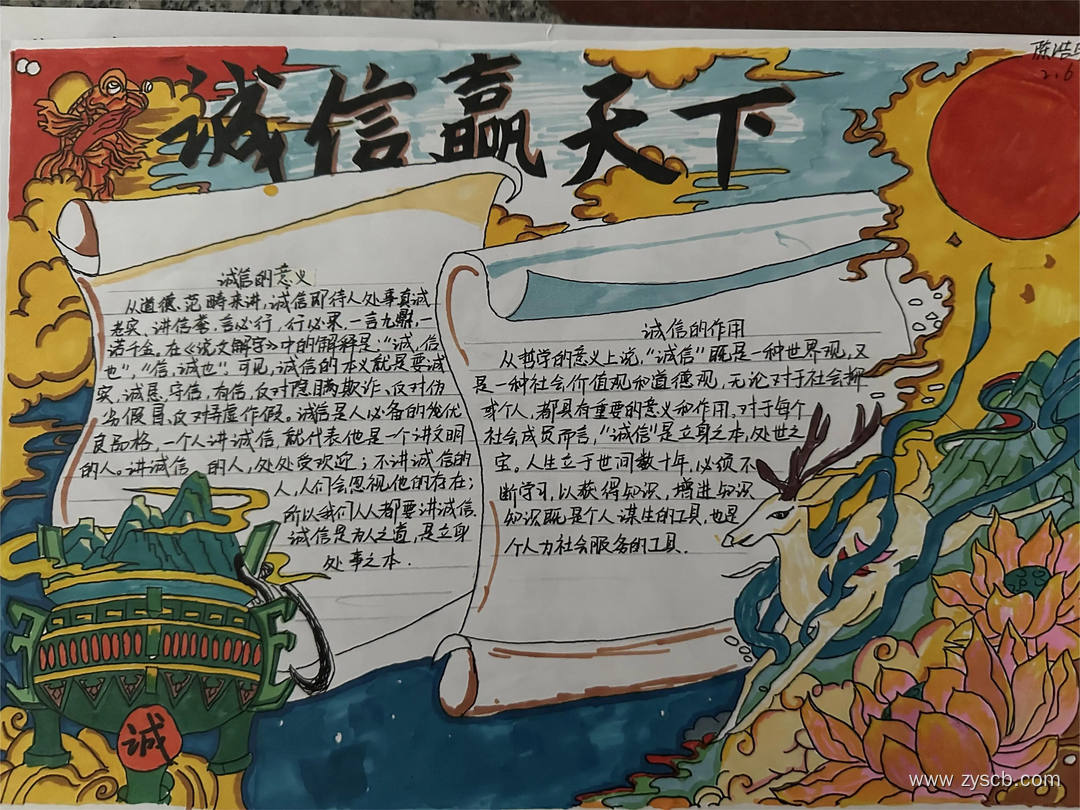 诚信赢天下
2.6
诚信的意义
从道德范畴来讲,诚信即待人处事真诚
老实、讲信誉,言必行,行必果,一言九鼎,一
诺千金。在《说文解字》中的解释是:“诚,信
也”,“信,诚也”。可见,诚信的本义就是要诚
实、诚恳、守信、有信,反对隐瞒欺诈、反对伪
劣假冒、反对弄虚作假。诚信是人必备的优
良品格,一个人讲诚信,就代表他是一个讲文明
的人。讲诚信的人,处处受欢迎;不讲诚信的
人,人们会忽视他的存在;
所以我们人人都要讲诚信。
诚信是为人之道,是立身
处事之本.
诚信的作用
从哲学的意义上说,“诚信”既是一种世界观,又
是一种社会价值观和道德观,无论对于社会抑
或个人,都具有重要的意义和作用。对于每个
社会成员而言,“诚信”是立身之本,处世之
宝。人生立于世间数十年,必须不
断学习,以获得知识,增进知识
知识既是个人谋生的工具,也是
个人为社会服务的工具.
诚
www.zyscb.com